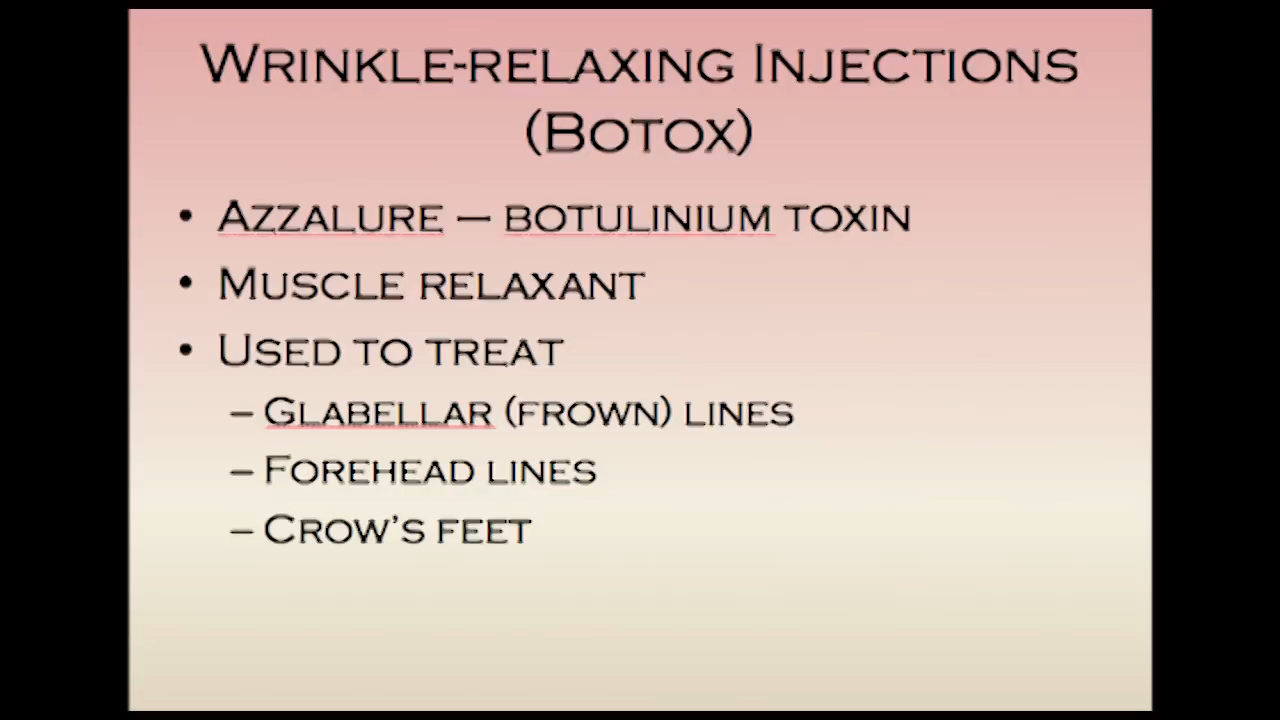 Wrinkle-relaxing Injections
(Botox)
• Azzalure – botulinium toxin
• Muscle relaxant
• Used to treat
– Glabellar (frown) lines
– Forehead lines
– Crow's feet